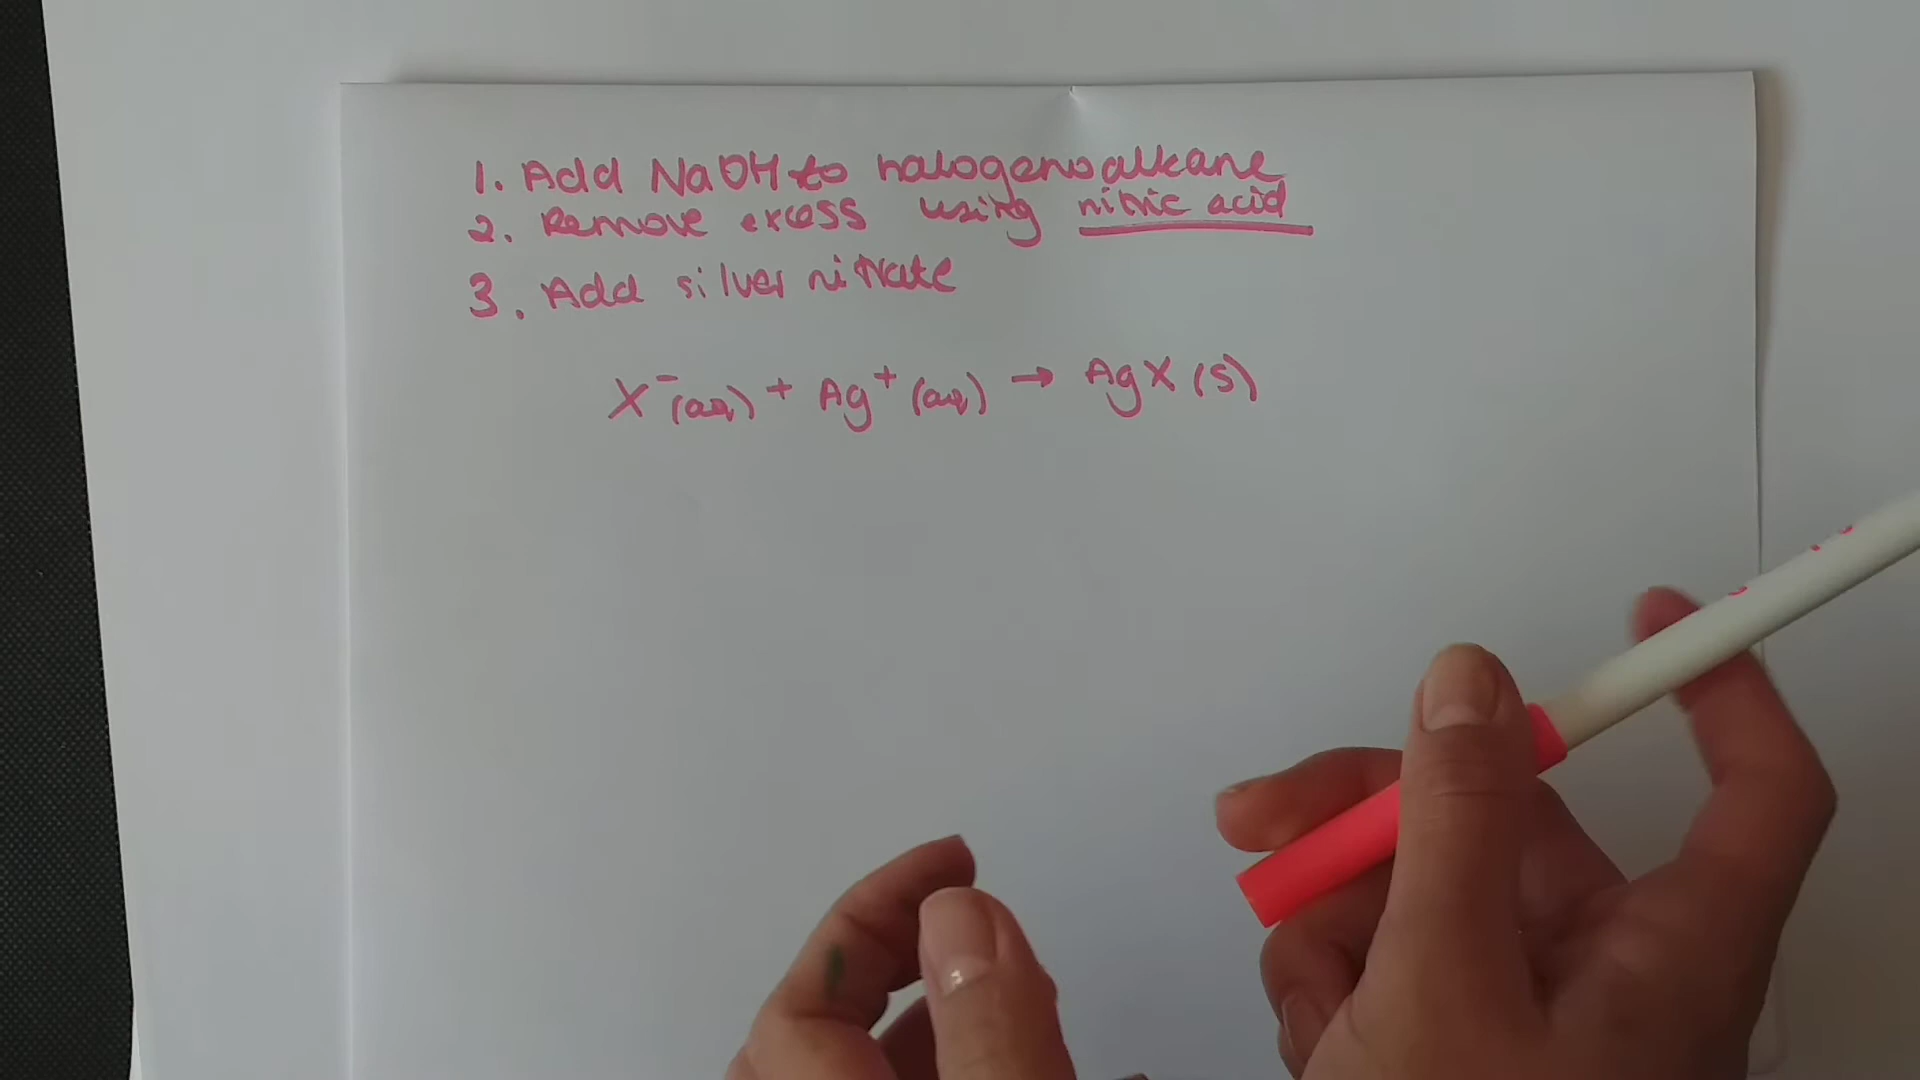 1. Add NaOH to halogenoalkane
2. Remove excess using nitric acid
3. Add silver nitrate
X⁻(aq) + Ag⁺(aq) → AgX(s)